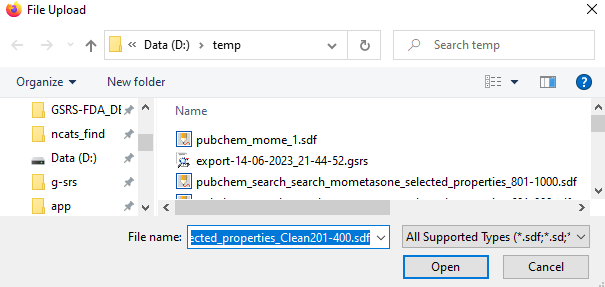 File Upload
« Data (D:) › temp
Search temp
Organize
New folder
GSRS-FDA_DE
ncats_find
Data (D:)
g-srs
app
Name
pubchem_mome_1.sdf
export-14-06-2023_21-44-52.gsrs
pubchem_search_search_mometasone_selected_properties_801-1000.sdf
File name:
ected_properties_Clean201-400.sdf
All Supported Types (*.sdf;*.sd;*
Open
Cancel